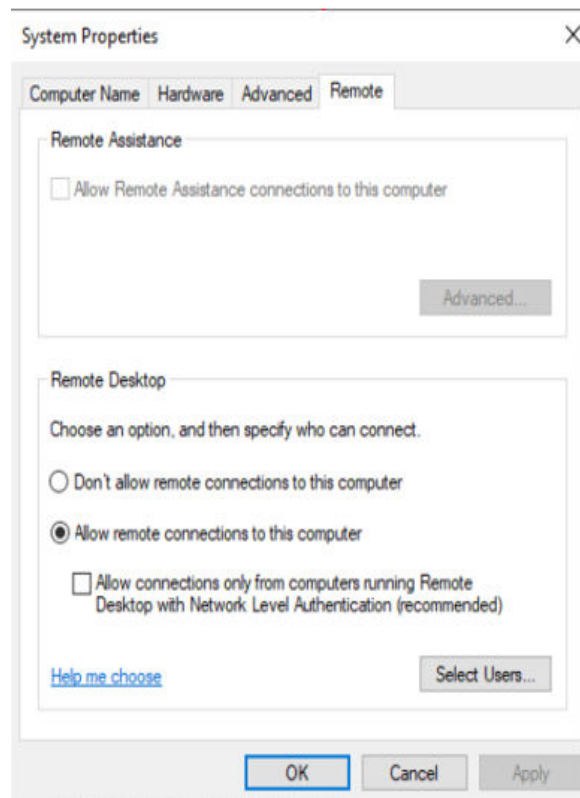 System Properties
Computer Name Hardware Advanced Remote
Remote Assistance
Allow Remote Assistance connections to this computer
Advanced...
Remote Desktop
Choose an option, and then specify who can connect.
Don't allow remote connections to this computer
Allow remote connections to this computer
Allow connections only from computers running Remote
Desktop with Network Level Authentication (recommended)
Help me choose
Select Users...
OK Cancel Apply